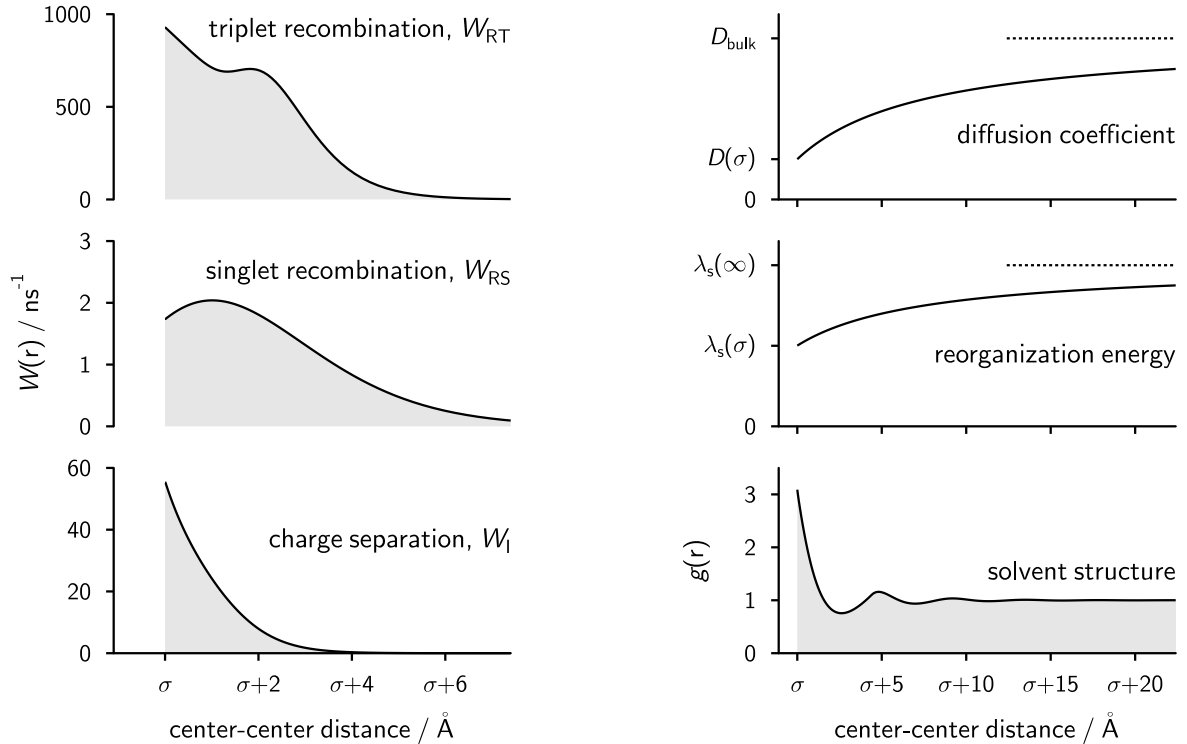 1000
500
0
triplet recombination, W_RT
3
2
1
0
singlet recombination, W_RS
W(r) / ns⁻¹
60
40
20
0
charge separation, W_I
σ
σ+2
σ+4
σ+6
center-center distance / Å
D_bulk
D(σ)
0
diffusion coefficient
λ_s(∞)
λ_s(σ)
0
reorganization energy
3
2
1
0
g(r)
solvent structure
σ
σ+5
σ+10
σ+15
σ+20
center-center distance / Å